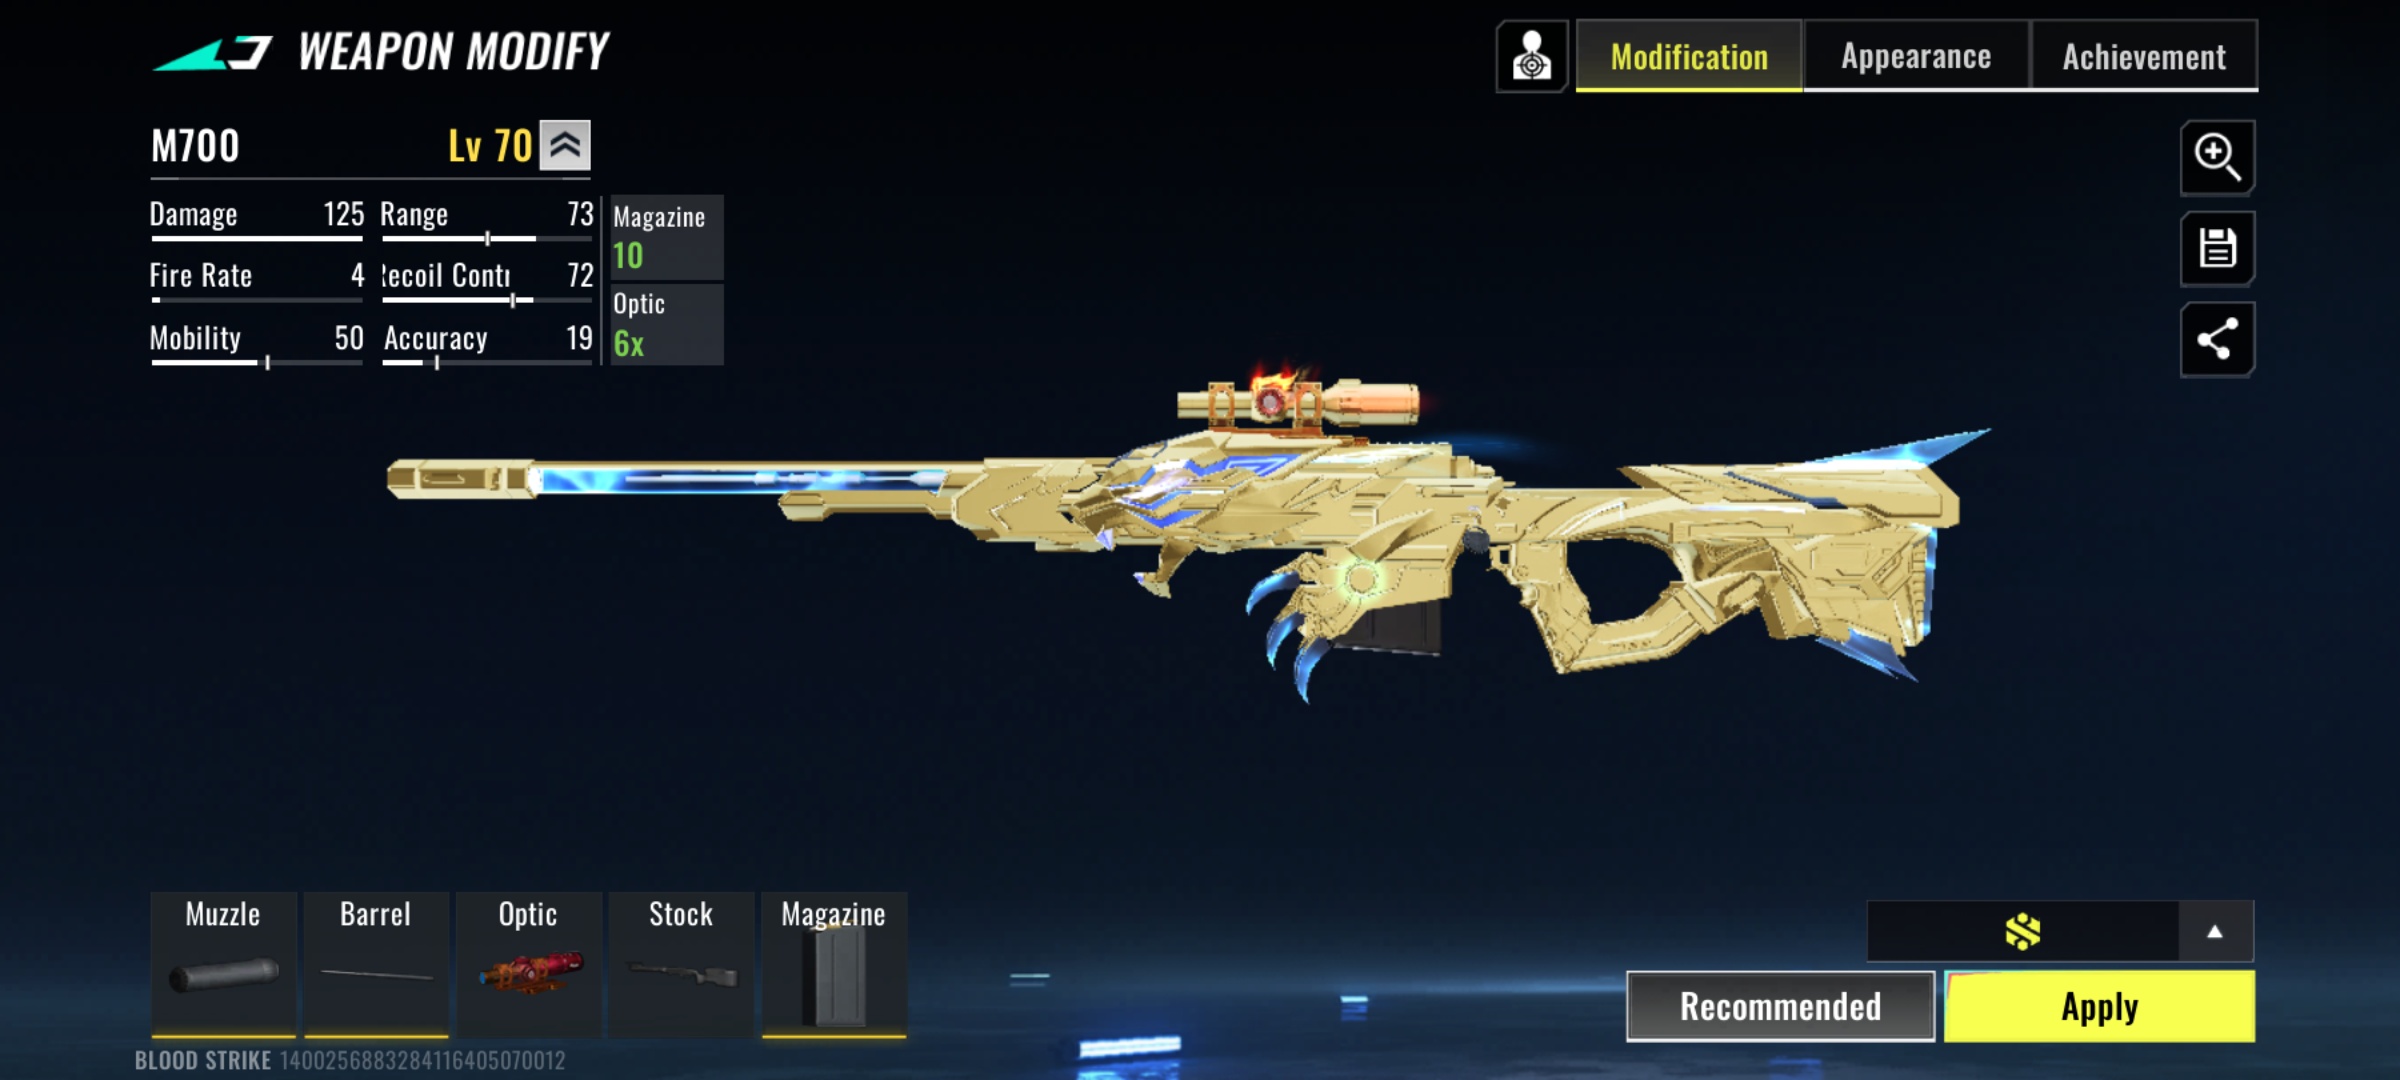 WEAPON MODIFY
Modification
Appearance
Achievement
M700
Lv 70
Damage 125
Range 73
Magazine
10
Fire Rate 4
Recoil Contr 72
Optic
6x
Mobility 50
Accuracy 19
Muzzle
Barrel
Optic
Stock
Magazine
Recommended
Apply
BLOOD STRIKE 1400256883284116405070012